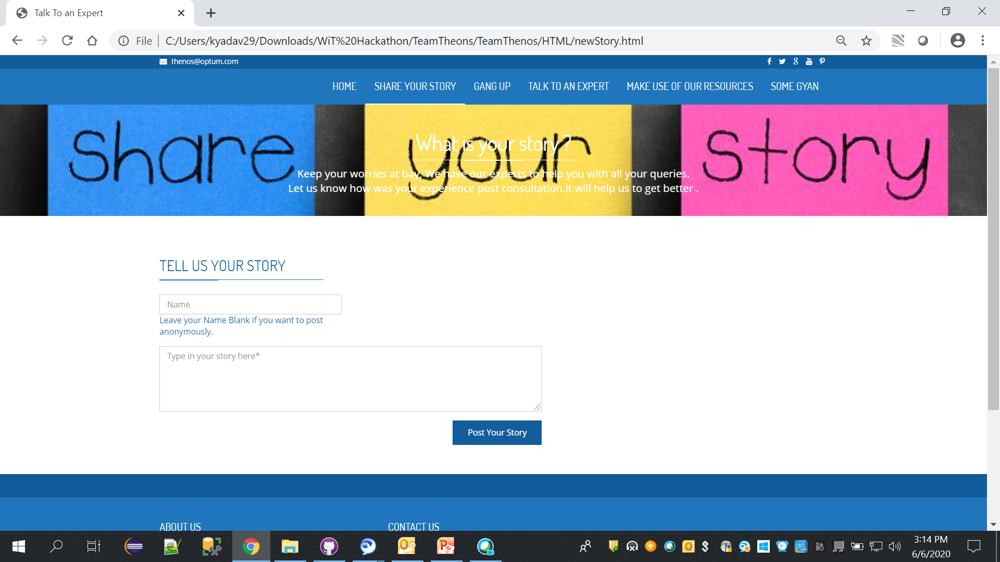 Talk To an Expert
File
C:/Users/kyadav29/Downloads/WiT%20Hackathon/TeamTheons/TeamThenos/HTML/newStory.html
thenos@optum.com
HOME SHARE YOUR STORY GANG UP TALK TO AN EXPERT MAKE USE OF OUR RESOURCES SOME GYAN
share your story
What is your story ?
Keep your worries at bay, We have our experts to help you with all your queries.
Let us know how was your experience post consultation.It will help us to get better .
TELL US YOUR STORY
Name
Leave your Name Blank if you want to post
anonymously.
Type in your story here*
Post Your Story
ABOUT US CONTACT US
3:14 PM
6/6/2020